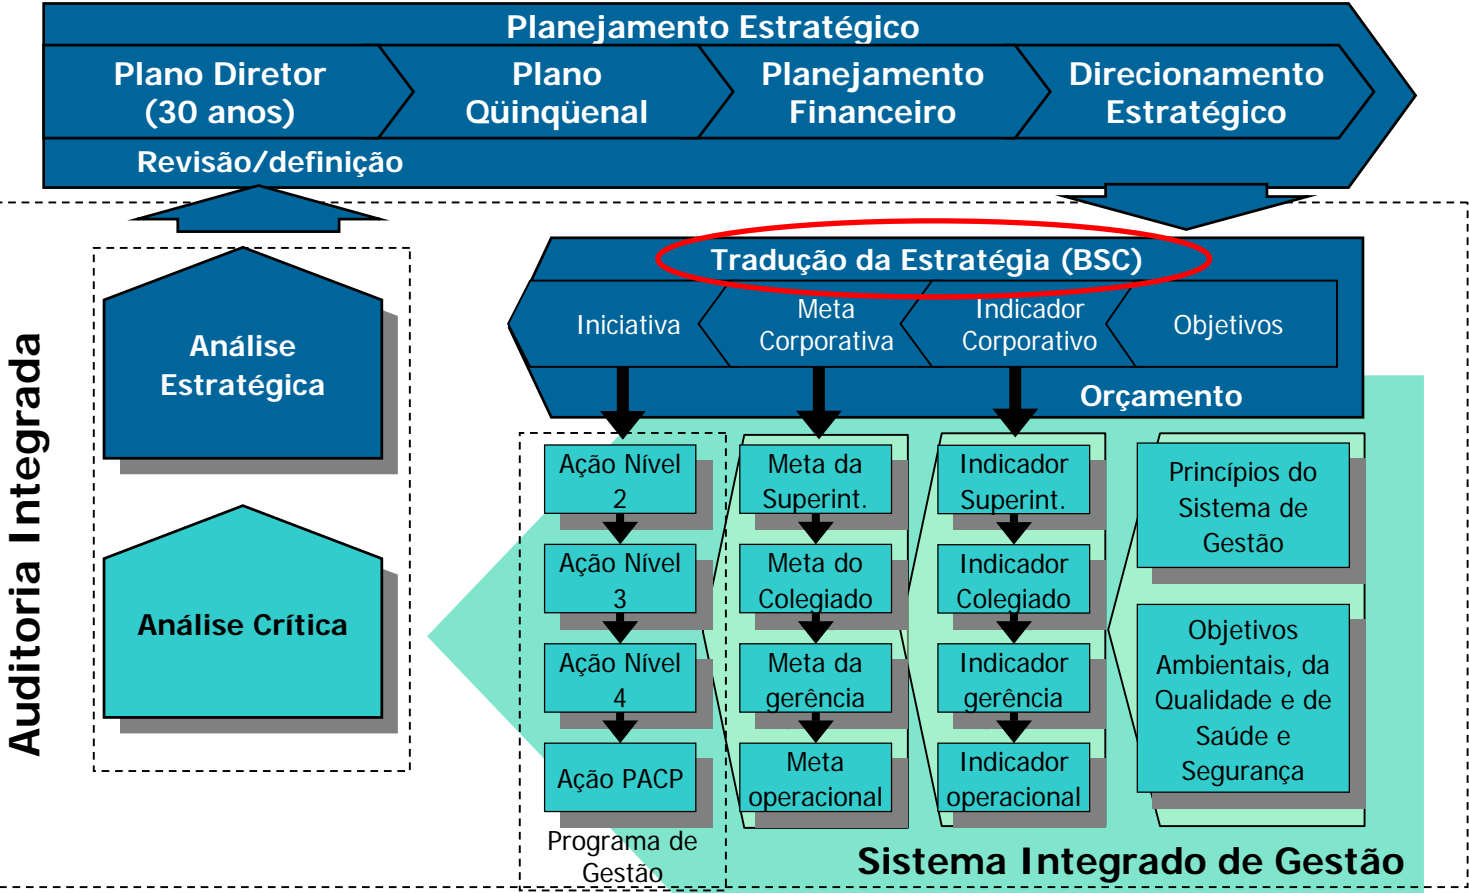 Planejamento Estratégico
Plano Diretor
(30 anos)
Plano
Qüinqüenal
Planejamento
Financeiro
Direcionamento
Estratégico
Revisão/definição
Auditoria Integrada
Análise
Estratégica
Análise Crítica
Tradução da Estratégia (BSC)
Iniciativa
Meta
Corporativa
Indicador
Corporativo
Objetivos
Orçamento
Ação Nível
2
Ação Nível
3
Ação Nível
4
Ação PACP
Programa de
Gestão
Meta da
Superint.
Meta do
Colegiado
Meta da
gerência
Meta
operacional
Indicador
Superint.
Indicador
Colegiado
Indicador
gerência
Indicador
operacional
Princípios do
Sistema de
Gestão
Objetivos
Ambientais, da
Qualidade e de
Saúde e
Segurança
Sistema Integrado de Gestão